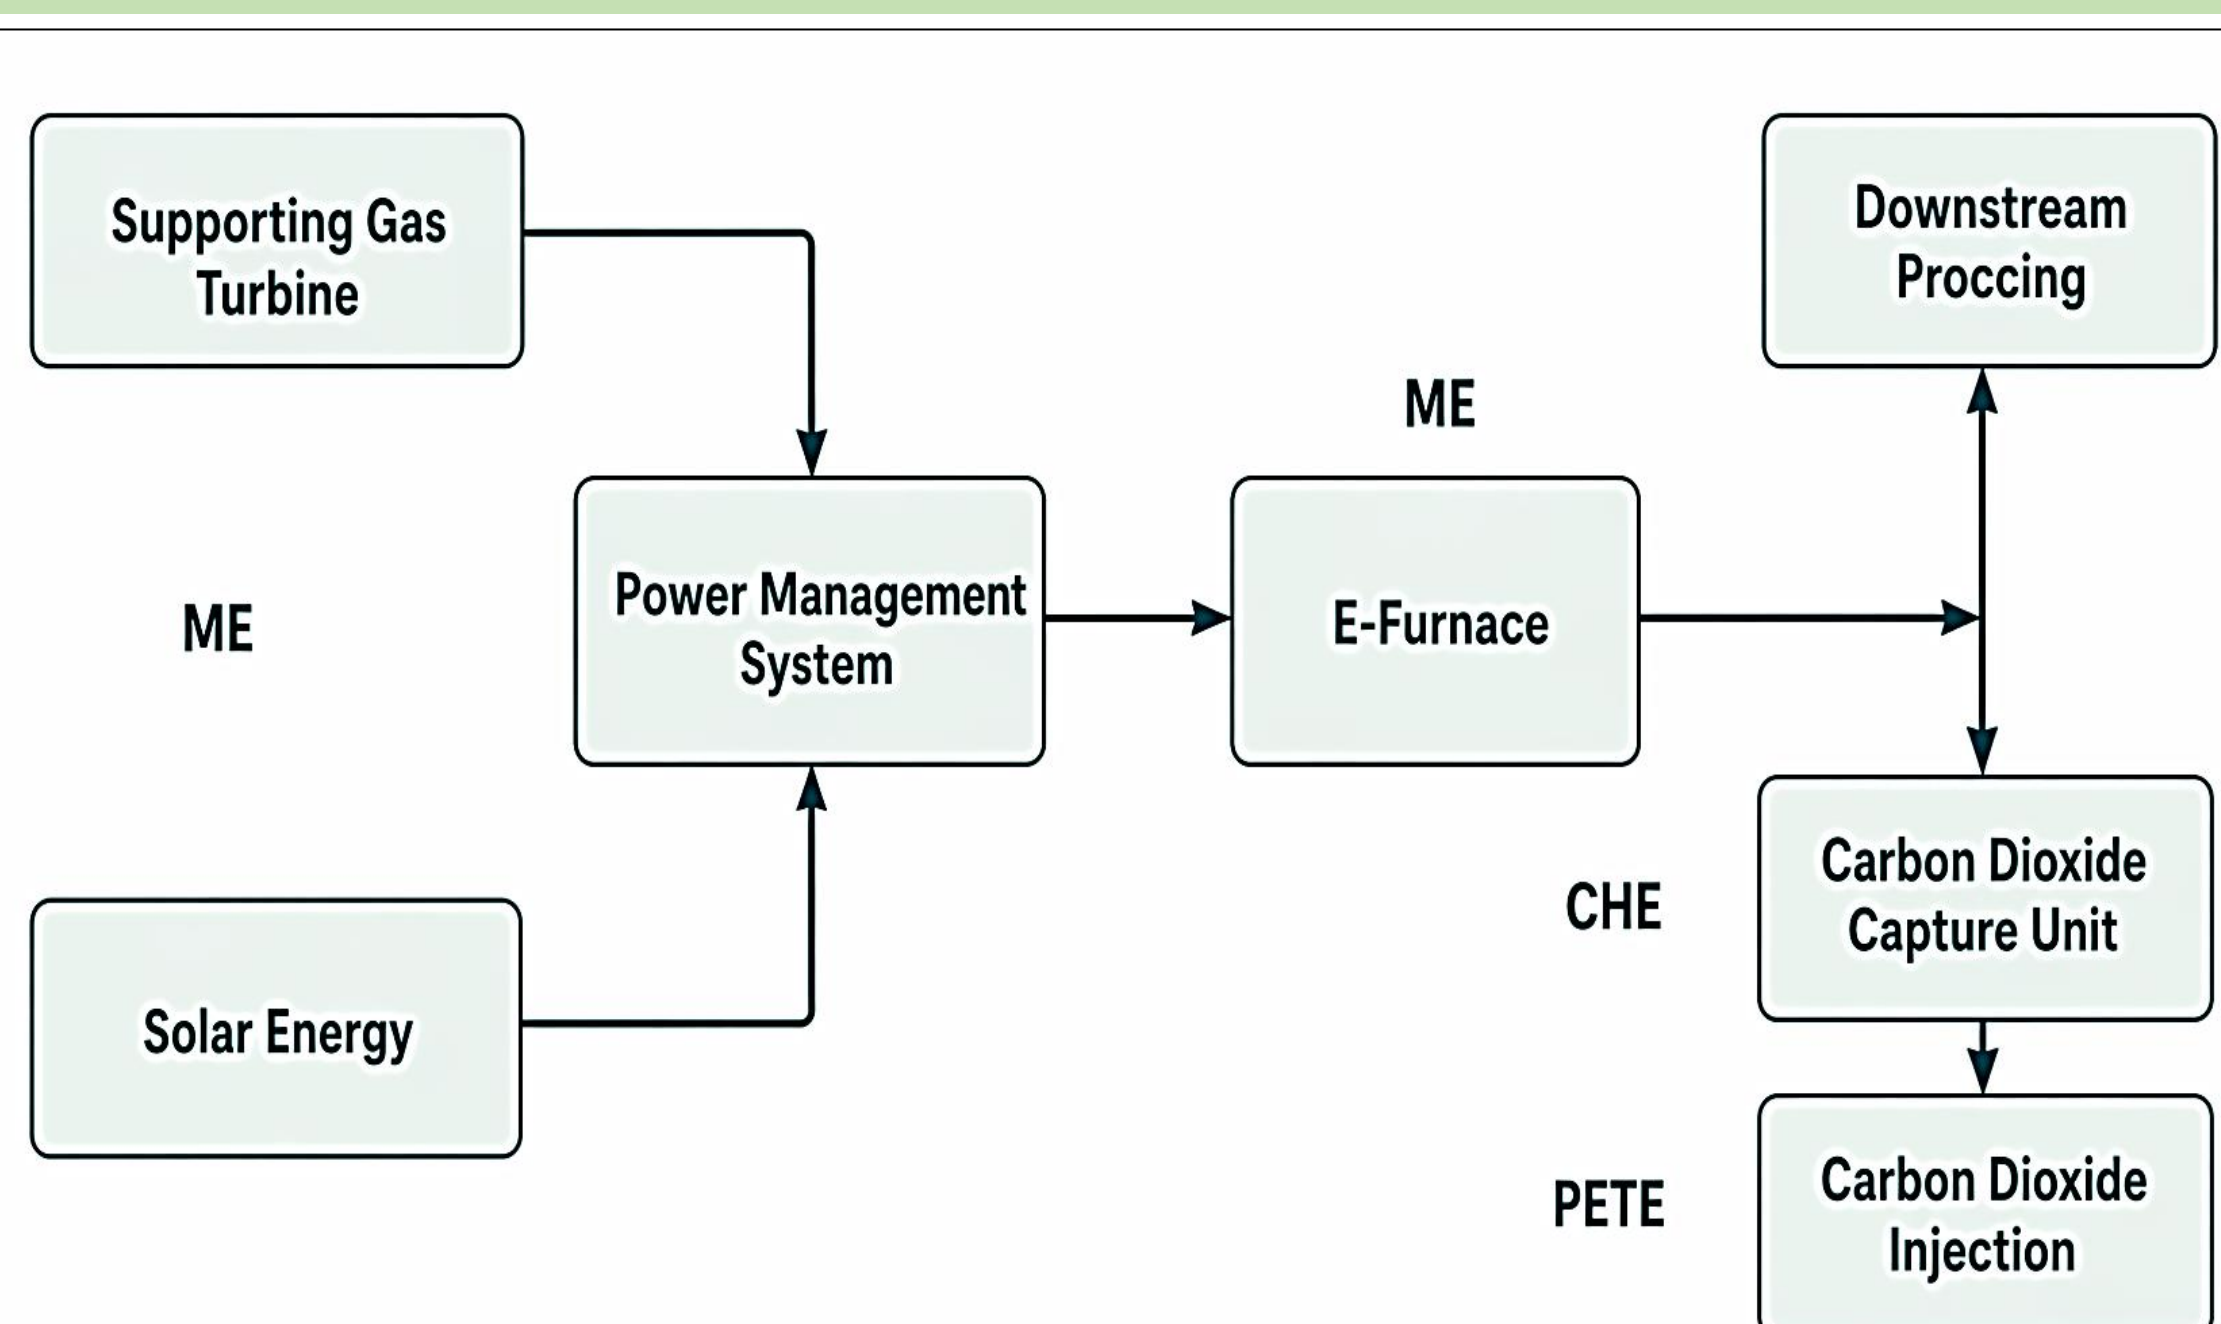 Supporting Gas
Turbine
Downstream
Proccing
ME
Power Management
System
E-Furnace
ME
Carbon Dioxide
Capture Unit
CHE
Solar Energy
Carbon Dioxide
Injection
PETE